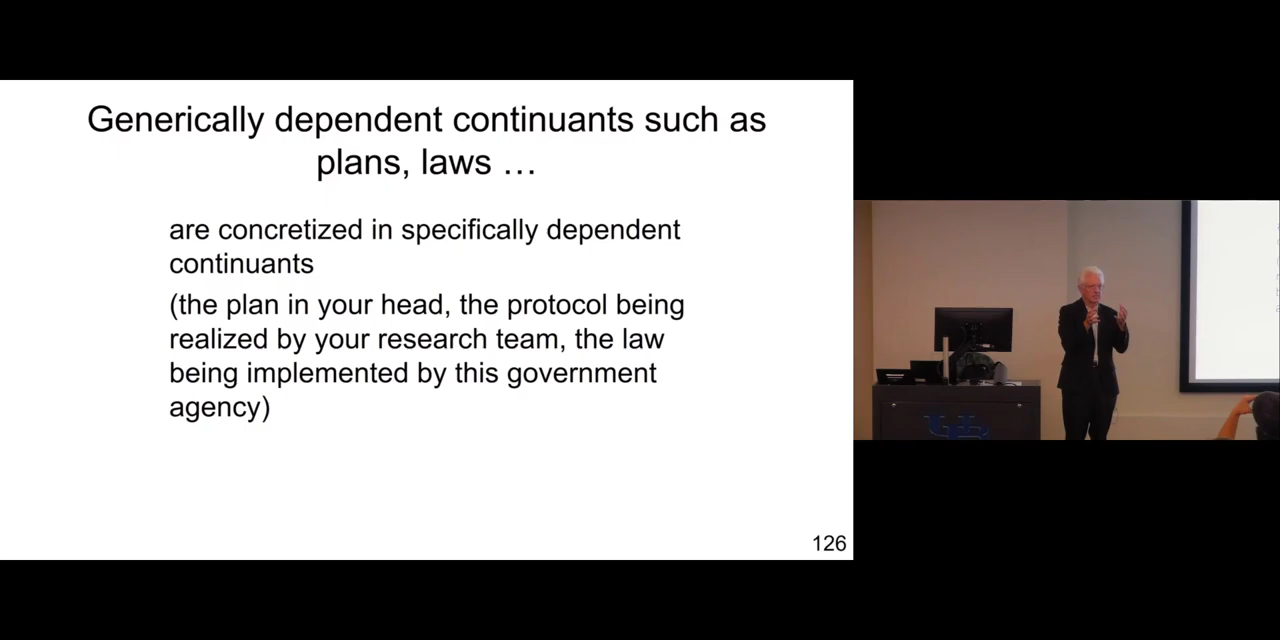 Generically dependent continuants such as
plans, laws …
are concretized in specifically dependent
continuants
(the plan in your head, the protocol being
realized by your research team, the law
being implemented by this government
agency)
126
UB